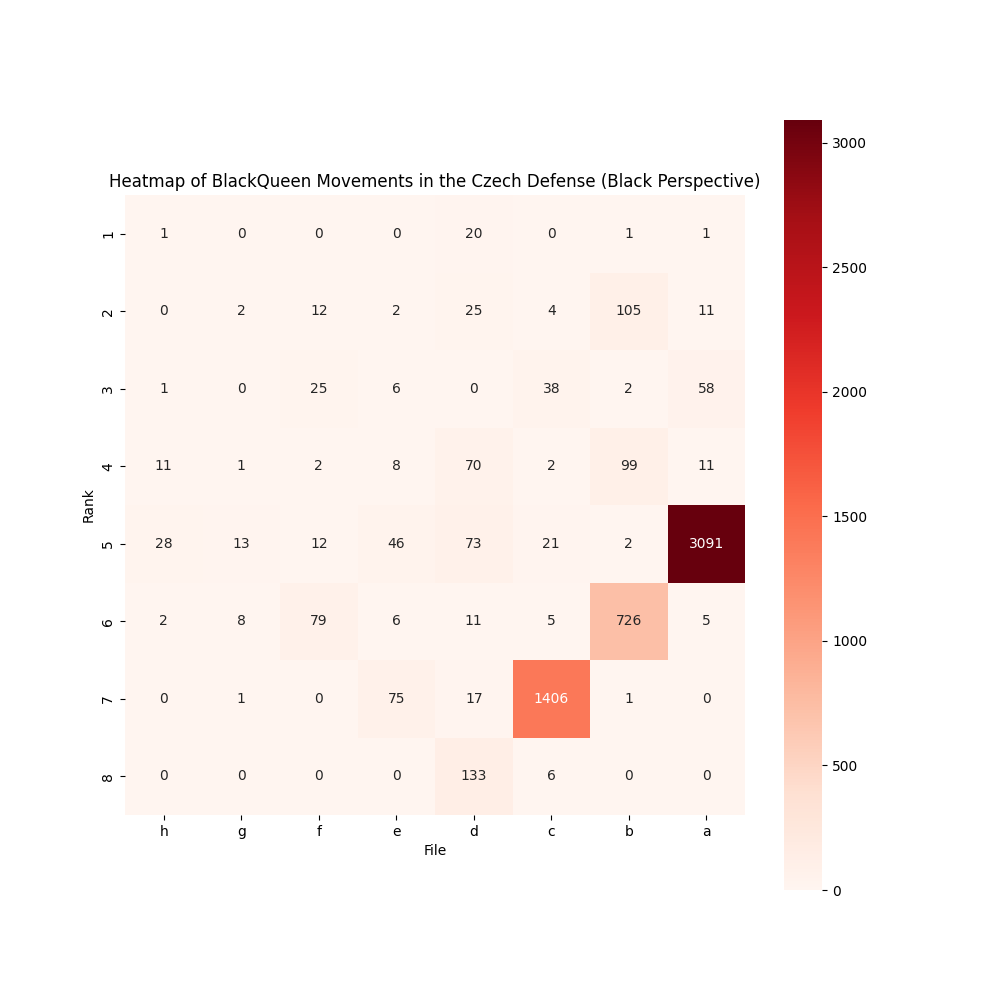 Heatmap of BlackQueen Movements in the Czech Defense (Black Perspective)
1 1 0 0 0 20 0 1 1
2 0 2 12 2 25 4 105 11
3 1 0 25 6 0 38 2 58
4 11 1 2 8 70 2 99 11
Rank
5 28 13 12 46 73 21 2 3091
6 2 8 79 6 11 5 726 5
7 0 1 0 75 17 1406 1 0
8 0 0 0 0 133 6 0 0
h g f e d c b a
File
3000
2500
2000
1500
1000
500
0